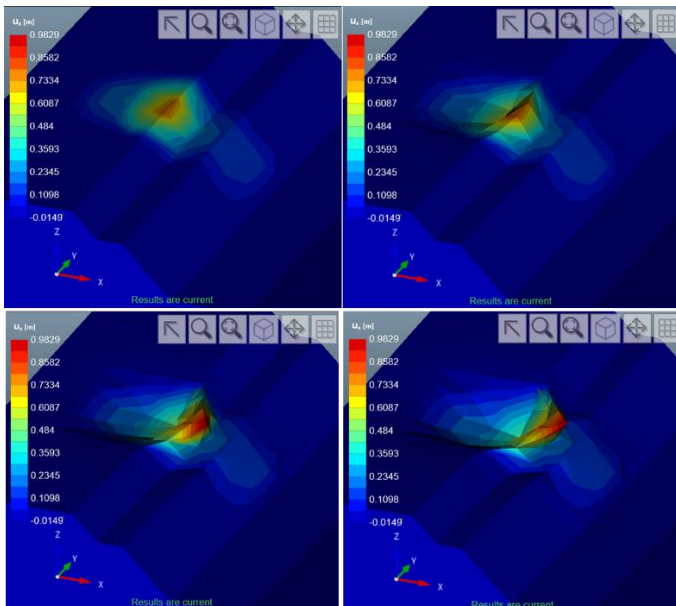 uₓ [m]
0.9829
0.8582
0.7334
0.6087
0.484
0.3593
0.2345
0.1098
-0.0149
Z
Y
X
Results are current
uₓ [m]
0.9829
0.8582
0.7334
0.6087
0.484
0.3593
0.2345
0.1098
-0.0149
Z
Y
X
Results are current
uₓ [m]
0.9829
0.8582
0.7334
0.6087
0.484
0.3593
0.2345
0.1098
-0.0149
Z
Y
X
Results are current
uₓ [m]
0.9829
0.8582
0.7334
0.6087
0.484
0.3593
0.2345
0.1098
-0.0149
Z
Y
X
Results are current